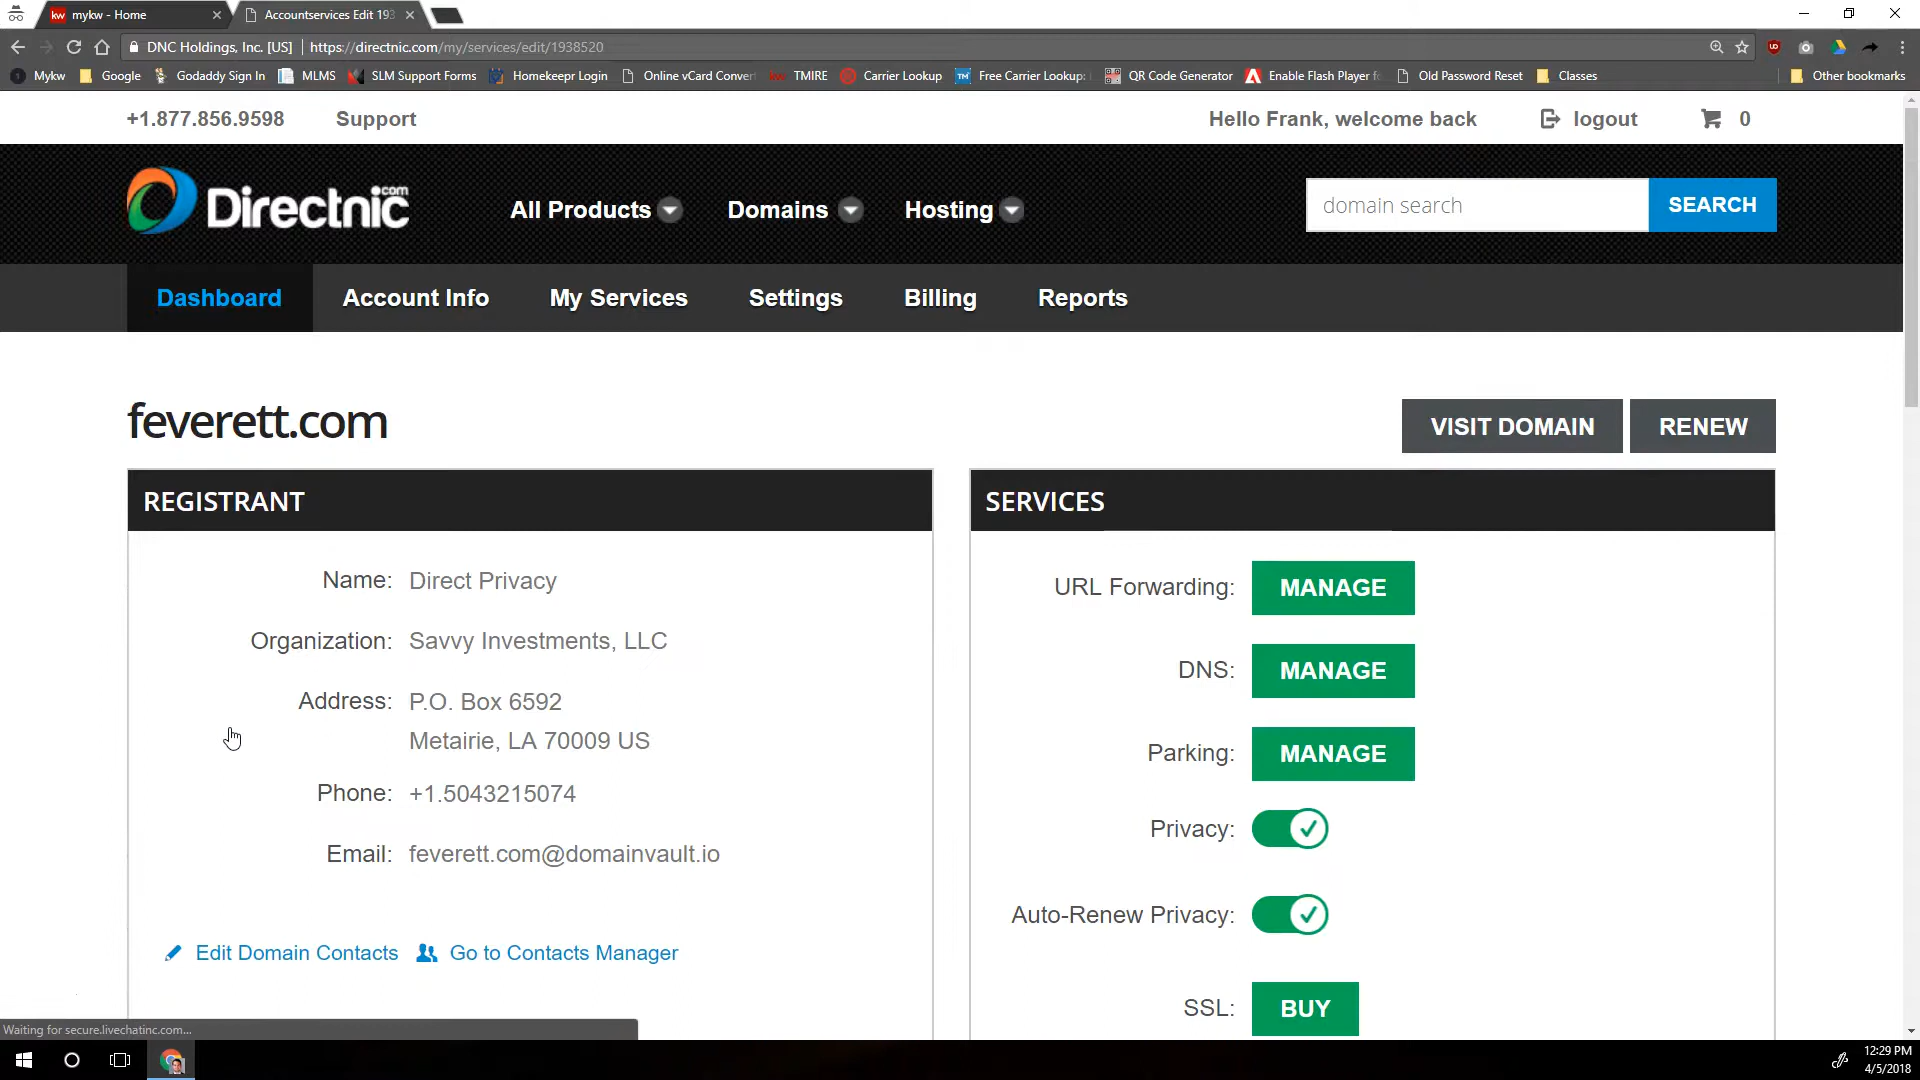 mykw - Home
Accountservices Edit 193
DNC Holdings, Inc. [US] | https://directnic.com/my/services/edit/1938520
Mykw Google Godaddy Sign In MLMS SLM Support Forms Homekeepr Login Online vCard Conver TMIRE Carrier Lookup Free Carrier Lookup: QR Code Generator Enable Flash Player fo Old Password Reset Classes Other bookmarks
+1.877.856.9598 Support Hello Frank, welcome back logout 0
Directnic.com All Products Domains Hosting domain search SEARCH
Dashboard Account Info My Services Settings Billing Reports
feverett.com VISIT DOMAIN RENEW
REGISTRANT
Name: Direct Privacy
Organization: Savvy Investments, LLC
Address: P.O. Box 6592
Metairie, LA 70009 US
Phone: +1.5043215074
Email: feverett.com@domainvault.io
Edit Domain Contacts Go to Contacts Manager
SERVICES
URL Forwarding: MANAGE
DNS: MANAGE
Parking: MANAGE
Privacy:
Auto-Renew Privacy:
SSL: BUY
Waiting for secure.livechatinc.com...
12:29 PM
4/5/2018